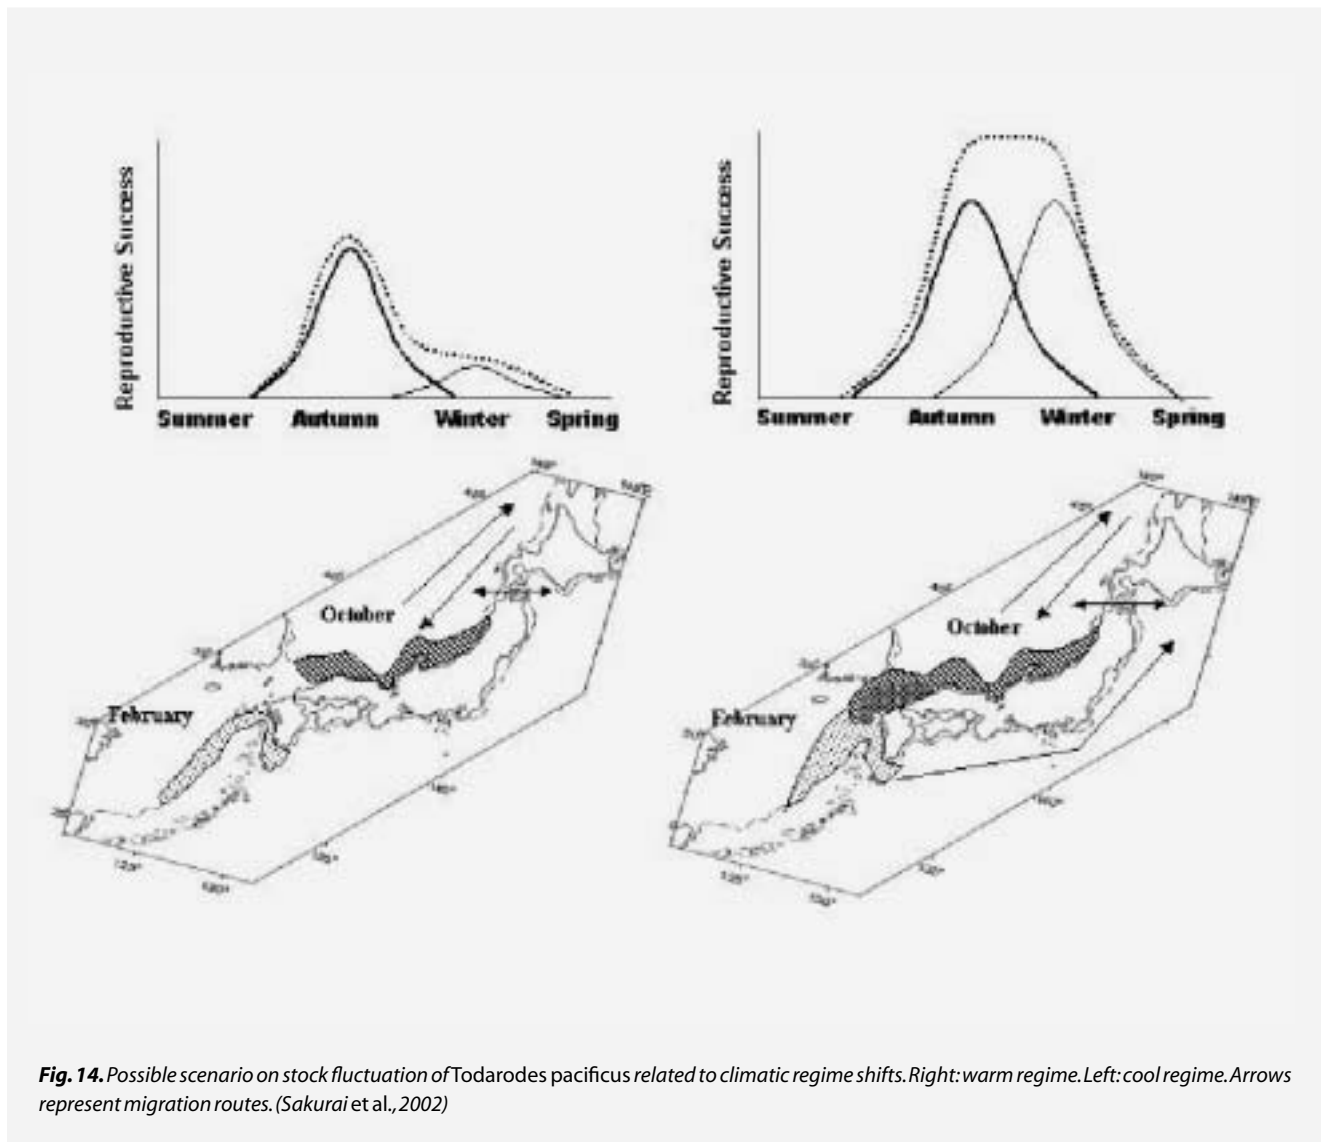 Reproductive Success
Summer Autumn Winter Spring
Reproductive Success
Summer Autumn Winter Spring
October
February
October
February
Fig. 14. Possible scenario on stock fluctuation of Todarodes pacificus related to climatic regime shifts. Right: warm regime. Left: cool regime. Arrows
represent migration routes. (Sakurai et al., 2002)